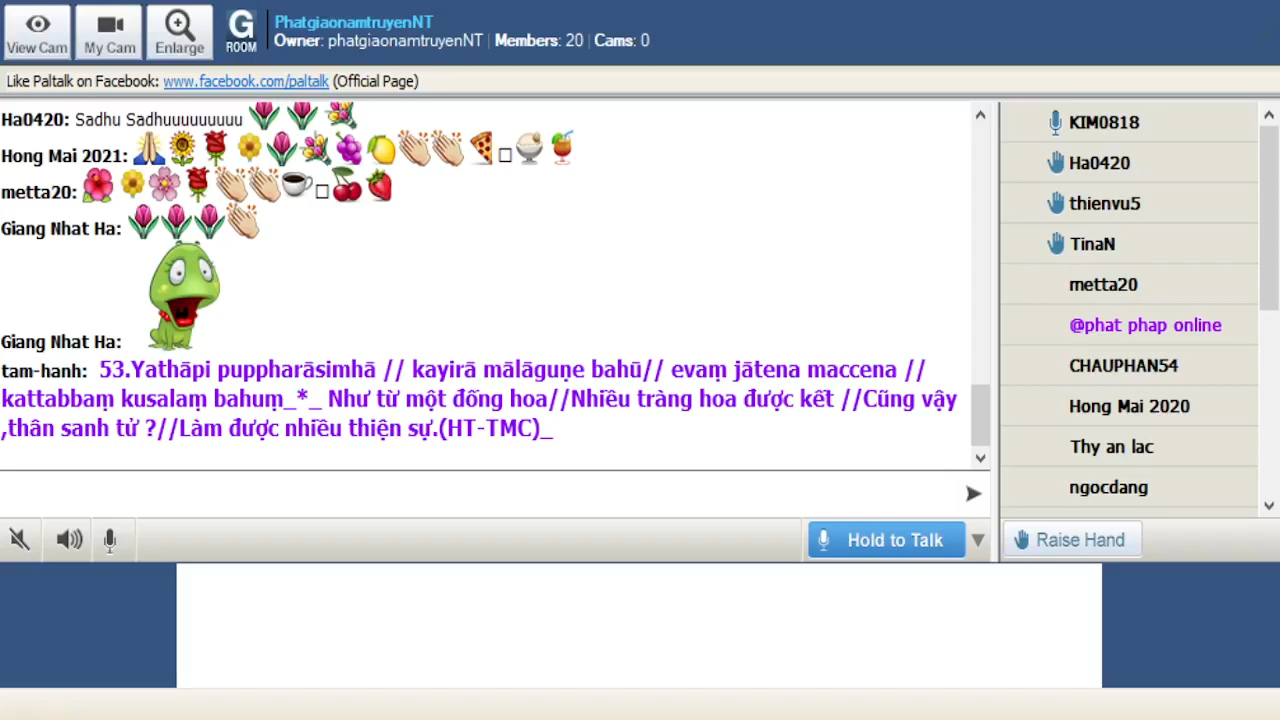 View Cam
My Cam
Enlarge
G
ROOM
PhatgiaonamtruyenNT
Owner: phatgiaonamtruyenNT | Members: 20 | Cams: 0
Like Paltalk on Facebook: www.facebook.com/paltalk (Official Page)
Ha0420: Sadhu Sadhuuuuuuuuu
Hong Mai 2021:
metta20:
Giang Nhat Ha:
Giang Nhat Ha:
tam-hanh: 53.Yathāpi puppharāsimhā // kayirā mālāguṇe bahū// evaṃ jātena maccena //
kattabbaṃ kusalaṃ bahuṃ_*_ Như từ một đống hoa//Nhiều tràng hoa được kết //Cũng vậy
,thân sanh tử ?//Làm được nhiều thiện sự.(HT-TMC)_
Hold to Talk
KIM0818
Ha0420
thienvu5
TinaN
metta20
@phat phap online
CHAUPHAN54
Hong Mai 2020
Thy an lac
ngocdang
Raise Hand